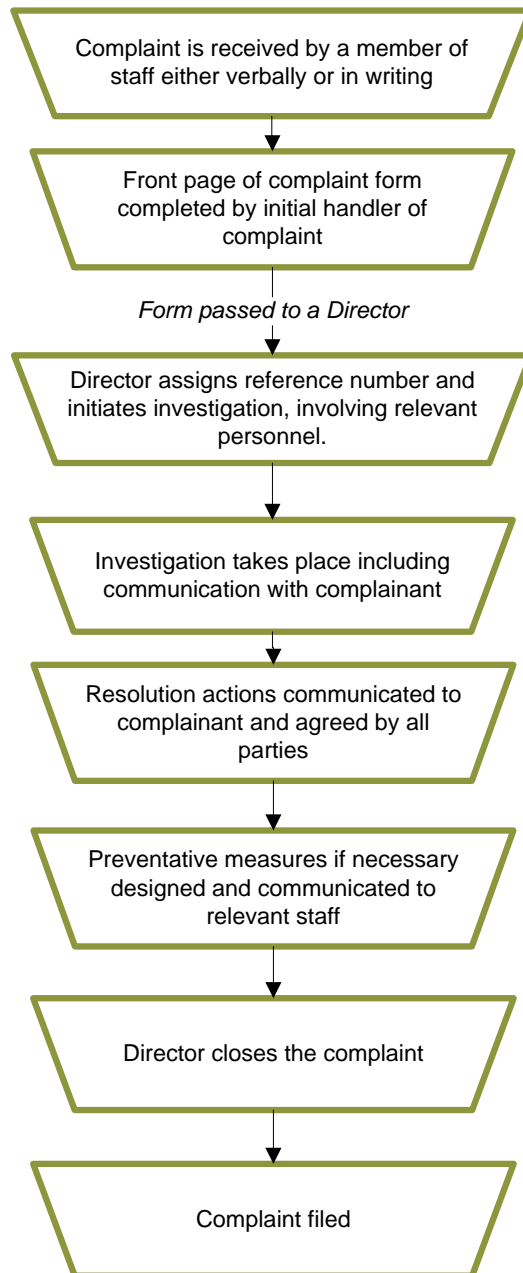 Complaint is received by a member of
staff either verbally or in writing
Front page of complaint form
completed by initial handler of
complaint
Form passed to a Director
Director assigns reference number and
initiates investigation, involving relevant
personnel.
Investigation takes place including
communication with complainant
Resolution actions communicated to
complainant and agreed by all
parties
Preventative measures if necessary
designed and communicated to
relevant staff
Director closes the complaint
Complaint filed